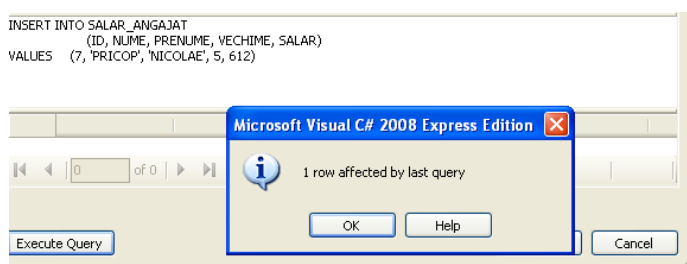 INSERT INTO SALAR_ANGAJAT
(ID, NUME, PRENUME, VECHIME, SALAR)
VALUES (7, 'PRICOP', 'NICOLAE', 5, 612)
Microsoft Visual C# 2008 Express Edition
0 of 0
1 row affected by last query
OK Help
Execute Query Cancel